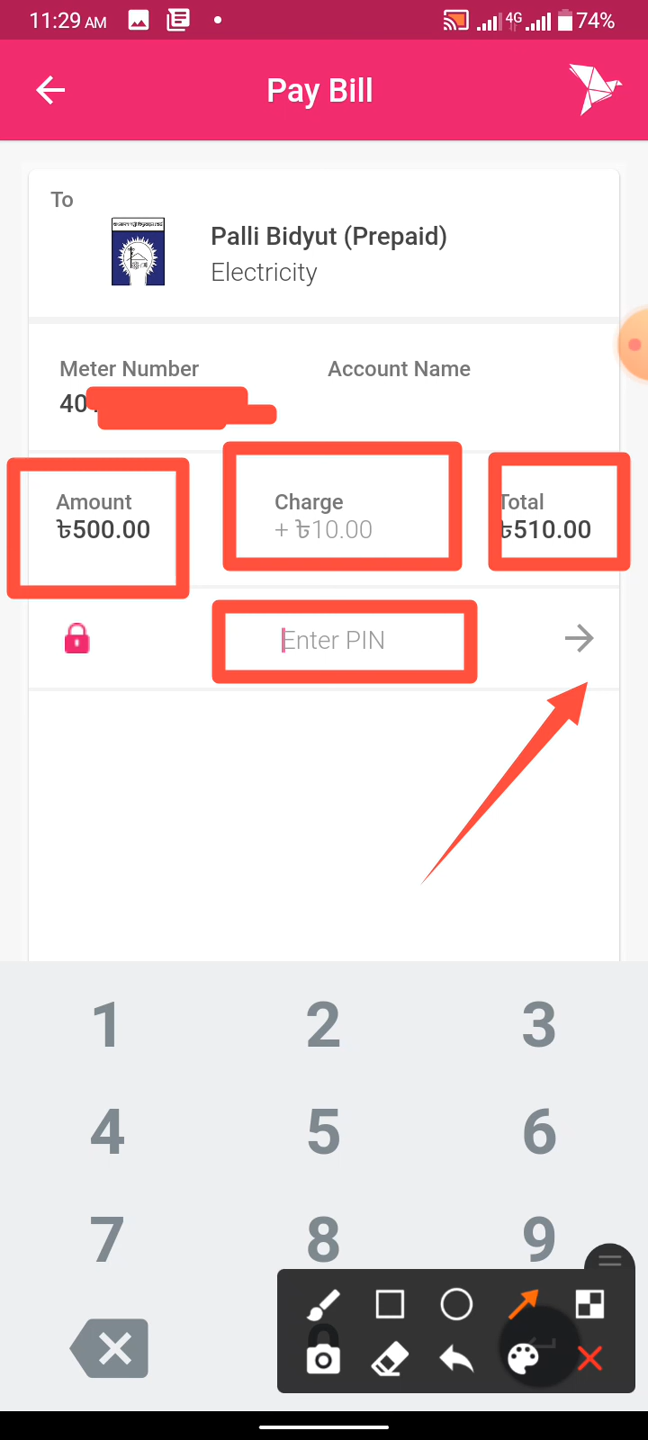 11:29 AM
4G
74%
Pay Bill
To
Palli Bidyut (Prepaid)
Electricity
Meter Number
Account Name
40
Amount
Charge
Total
৳500.00
+ ৳10.00
৳510.00
Enter PIN
1 2 3
4 5 6
7 8 9